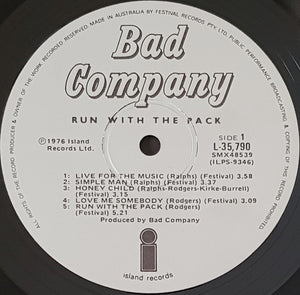 MADE IN AUSTRALIA BY FESTIVAL RECORDS PTY. LTD. PUBLIC PERFORMANCE BROADCASTING & COPYING OF THIS RECORD PROHIBITED.
ALL RIGHTS OF THE RECORD PRODUCER & OWNER OF THE WORK RECORDED RESERVED. UNAUTHORISED
Bad
Company
RUN WITH THE PACK
℗1976 Island
Records Ltd.
SIDE 1
L-35,790
SMX48539
(ILPS-9346)
1: LIVE FOR THE MUSIC (Ralphs) (Festival) 3.58
2: SIMPLE MAN (Ralphs) (Festival) 3.37
3: HONEY CHILD (Ralphs-Rodgers-Kirke-Burrell)
(Festival) 3.15
4: LOVE ME SOMEBODY (Rodgers) (Festival) 3.09
5: RUN WITH THE PACK (Rodgers) (Festival)
(Festival) 5.21
Produced by Bad Company
i
island records